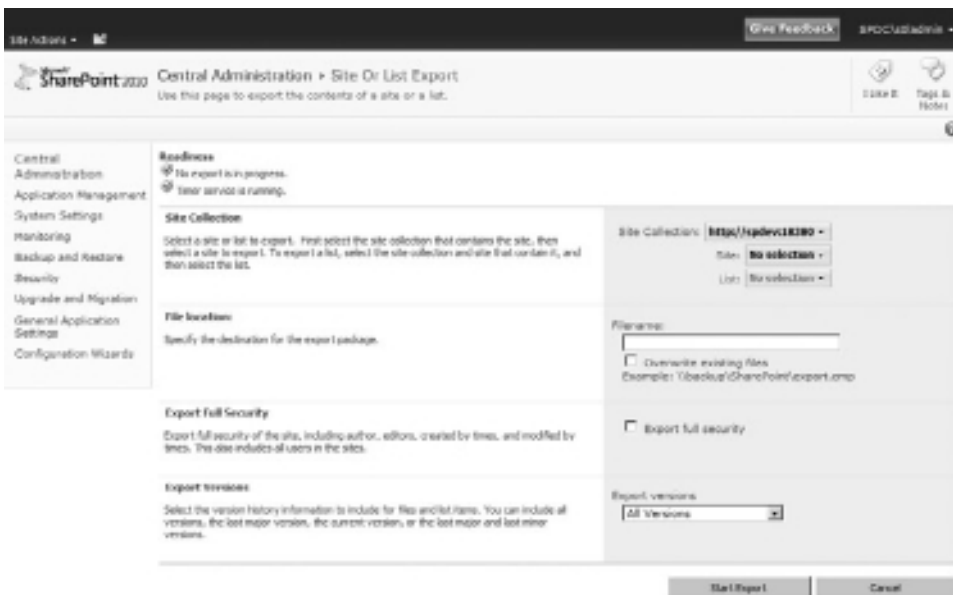 Site Actions
Give Feedback
SPDC\stladmin
Microsoft
SharePoint 2010
Central Administration ▸ Site Or List Export
Use this page to export the contents of a site or a list.
I Like It
Tags & Notes
Central Administration
Application Management
System Settings
Monitoring
Backup and Restore
Security
Upgrade and Migration
General Application Settings
Configuration Wizards
Readiness
No export is in progress.
Timer service is running.
Site Collection
Select a site or list to export. First select the site collection that contains the site, then
select a site to export. To export a list, select the site collection and site that contain it, and
then select the list.
Site Collection: http://spdevc18280
Site: No selection
List: No selection
File location:
Specify the destination for the export package.
Filename:
Overwrite existing files
Example: \\backup\SharePoint\export.cmp
Export Full Security
Export full security of the site, including author, editors, created by times, and modified by
times. This also includes all users in the sites.
Export full security
Export Versions
Select the version history information to include for files and list items. You can include all
versions, the last major version, the current version, or the last major and last minor
versions.
Export versions
All Versions
Start Export
Cancel